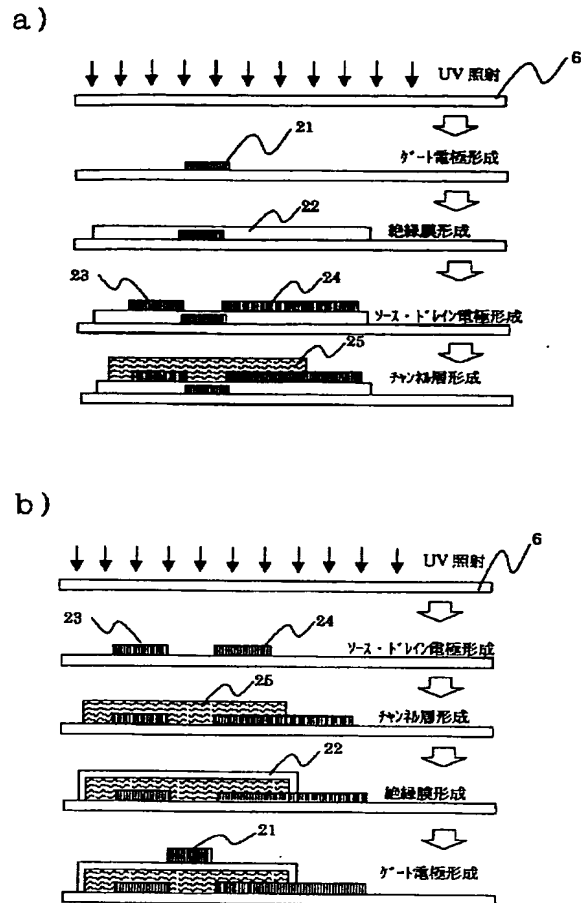 a)
UV 照射
6
21
ゲート電極形成
22
絶縁膜形成
23
24
ソース・ドレイン電極形成
25
チャンネル層形成
b)
UV 照射
6
23
24
ソース・ドレイン電極形成
25
チャンネル層形成
22
絶縁膜形成
21
ゲート電極形成